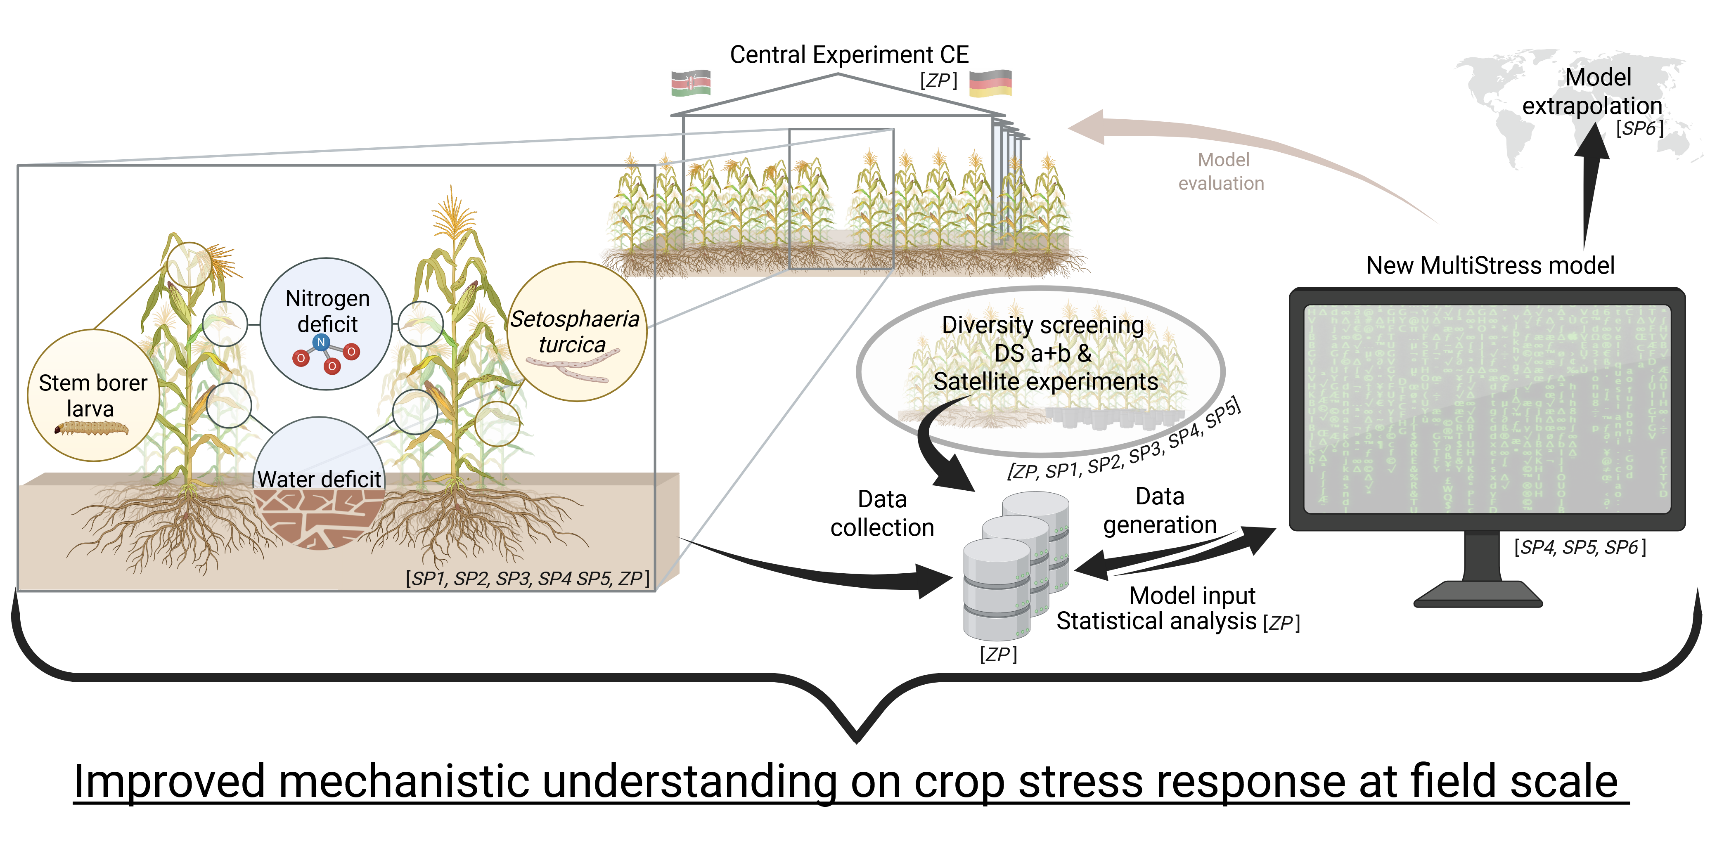 Central Experiment CE
[ZP]
Model
extrapolation
[SP6]
Model
evaluation
New MultiStress model
Nitrogen
deficit
N
O
O
O
Setosphaeria
turcica
Stem borer
larva
Water deficit
[SP1, SP2, SP3, SP4 SP5, ZP]
Diversity screening
DS a+b &
Satellite experiments
[ZP, SP1, SP2, SP3, SP4, SP5]
Data
collection
Data
generation
[SP4, SP5, SP6]
Model input
Statistical analysis [ZP]
[ZP]
Improved mechanistic understanding on crop stress response at field scale